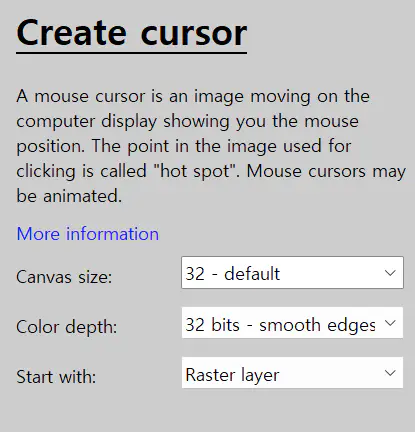 Create cursor
A mouse cursor is an image moving on the
computer display showing you the mouse
position. The point in the image used for
clicking is called "hot spot". Mouse cursors may
be animated.
More information
Canvas size: 32 - default
Color depth: 32 bits - smooth edges
Start with: Raster layer